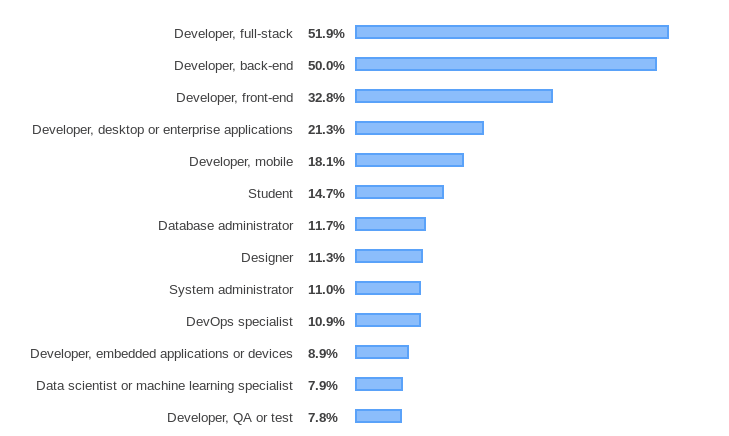 Developer, full-stack 51.9%
Developer, back-end 50.0%
Developer, front-end 32.8%
Developer, desktop or enterprise applications 21.3%
Developer, mobile 18.1%
Student 14.7%
Database administrator 11.7%
Designer 11.3%
System administrator 11.0%
DevOps specialist 10.9%
Developer, embedded applications or devices 8.9%
Data scientist or machine learning specialist 7.9%
Developer, QA or test 7.8%